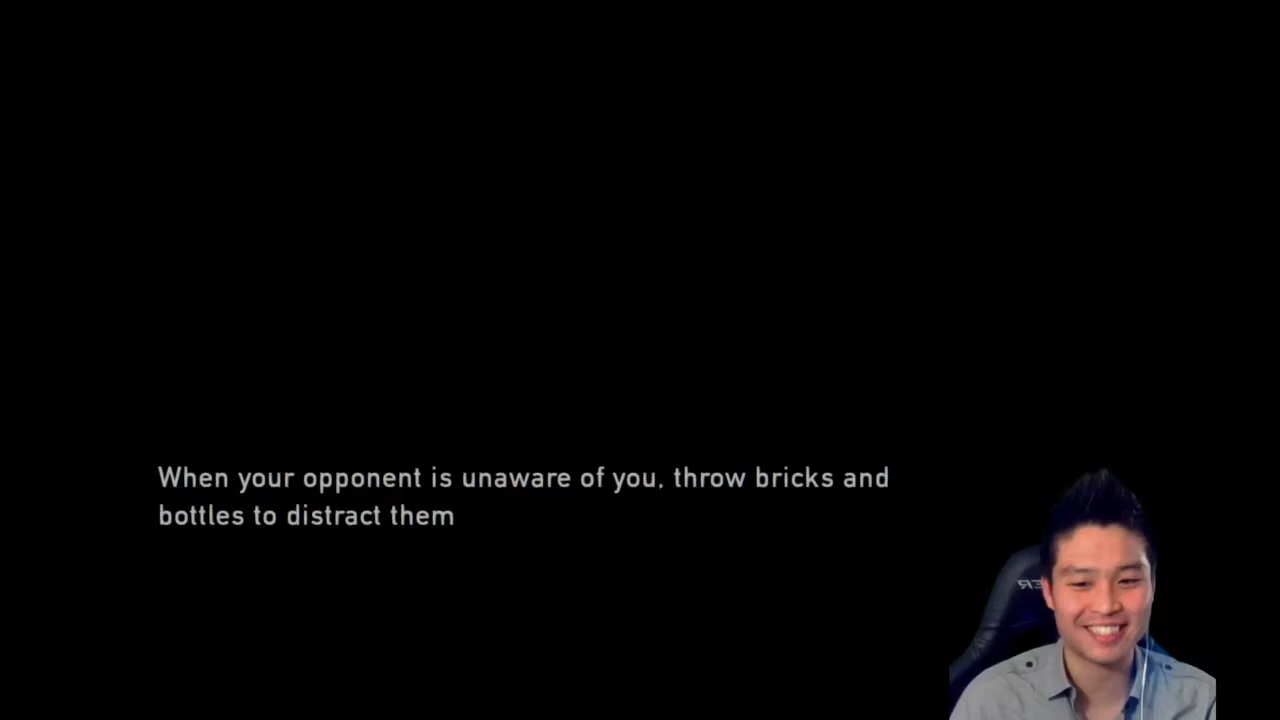 When your opponent is unaware of you, throw bricks and
bottles to distract them